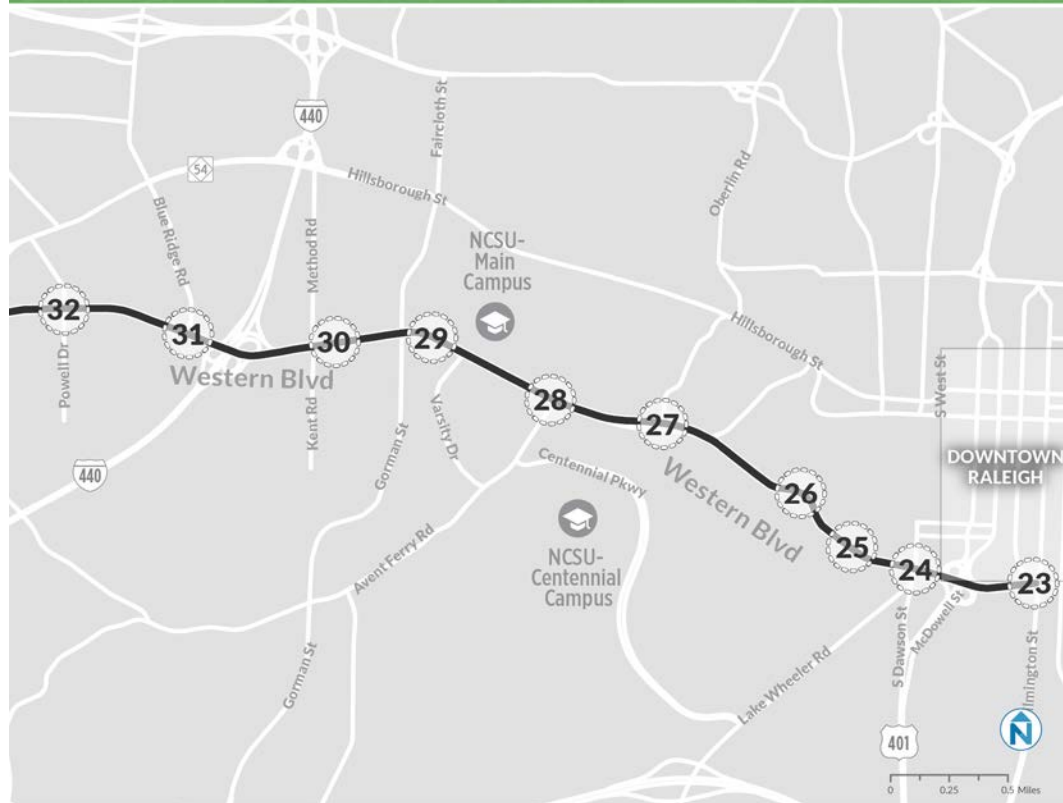 440
Faircloth St
54
Hillsborough St
Oberlin Rd
Blue Ridge Rd
Method Rd
NCSU-
Main
Campus
32
31
30
29
Hillsborough St
Western Blvd
Powell Dr
Kent Rd
Varsity Dr
Gorman St
28
27
S West St
DOWNTOWN
RALEIGH
440
Centennial Pkwy
Western Blvd
26
25
24
23
NCSU-
Centennial
Campus
Avent Ferry Rd
McDowell St
S Dawson St
Lake Wheeler Rd
Gorman St
ilmington St
N
401
0 0.25 0.5 Miles